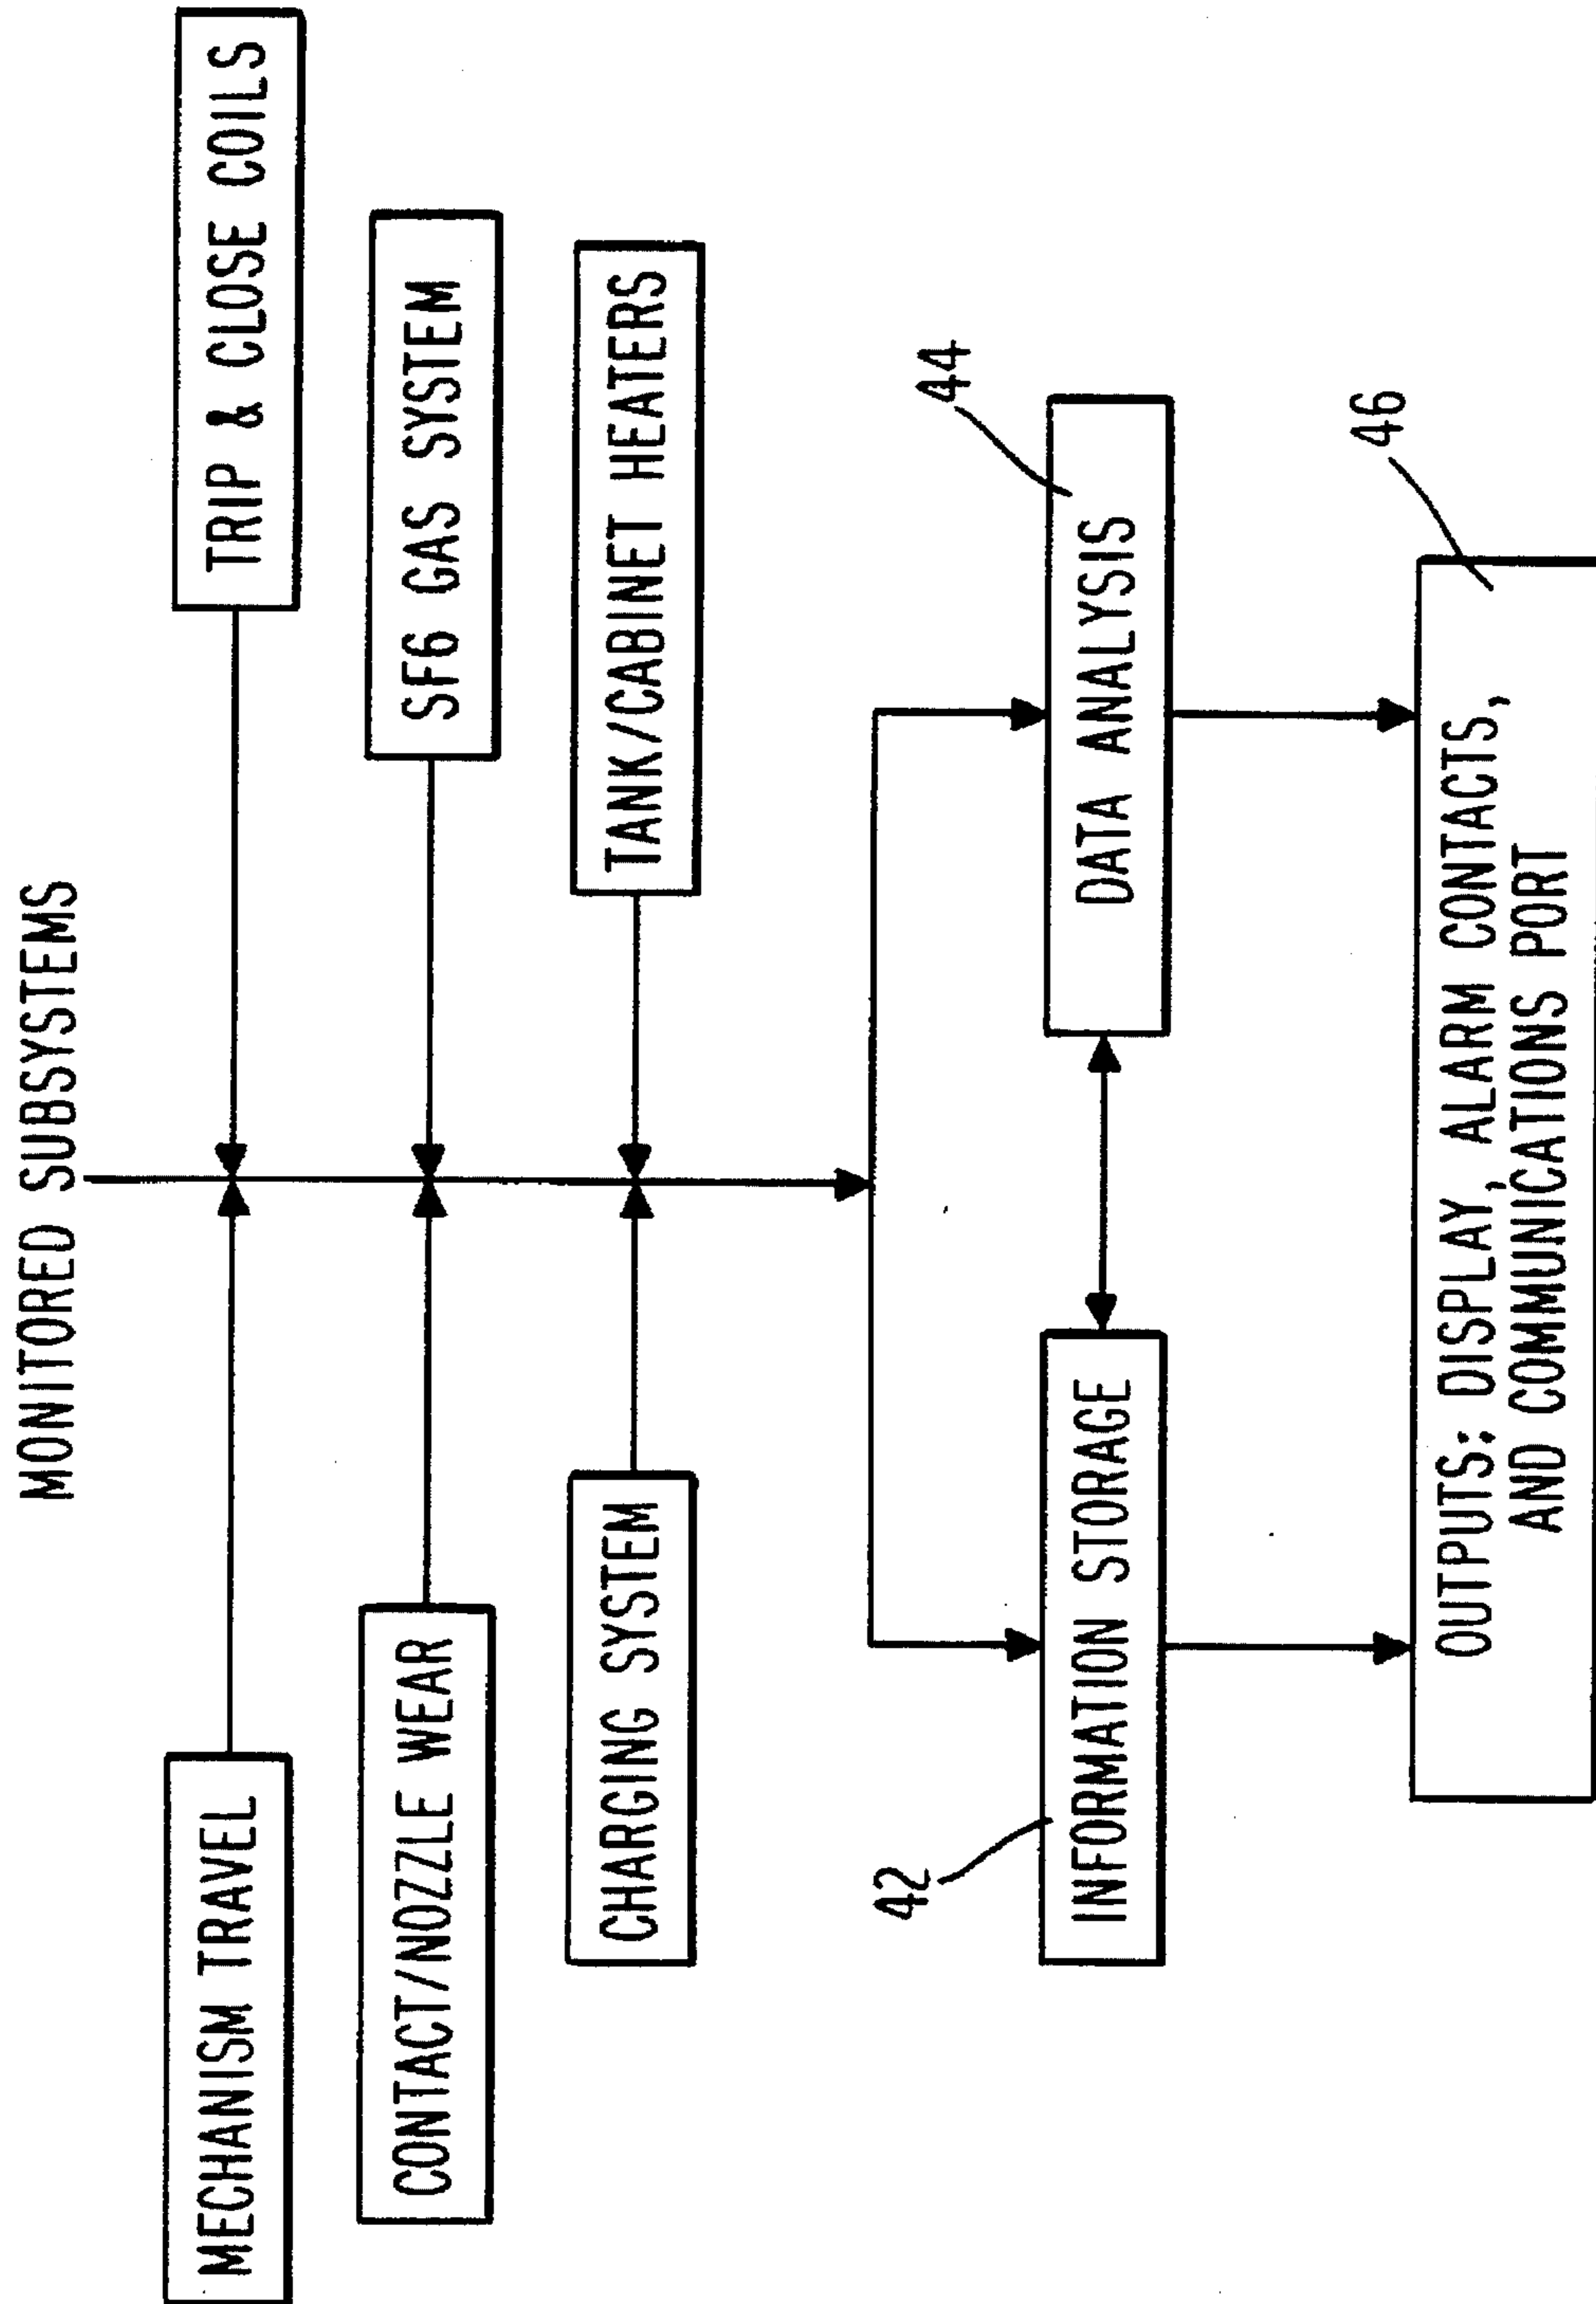 MONITORED SUBSYSTEMS
MECHANISM TRAVEL
TRIP & CLOSE COILS
CONTACT/NOZZLE WEAR
SF6 GAS SYSTEM
CHARGING SYSTEM
TANK/CABINET HEATERS
42
INFORMATION STORAGE
44
DATA ANALYSIS
46
OUTPUTS: DISPLAY, ALARM CONTACTS,
AND COMMUNICATIONS PORT